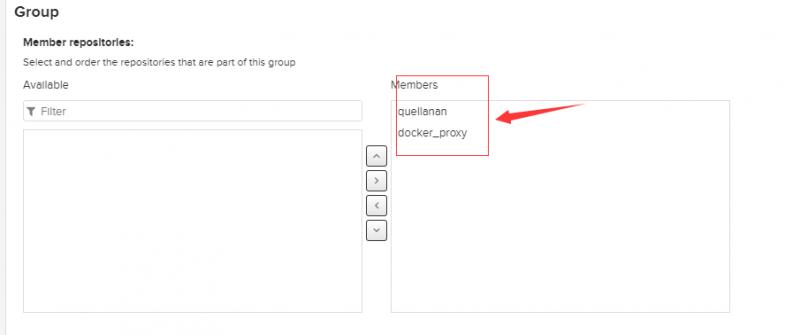 Group
Member repositories:
Select and order the repositories that are part of this group
Available
Members
Filter
quellanan
docker_proxy